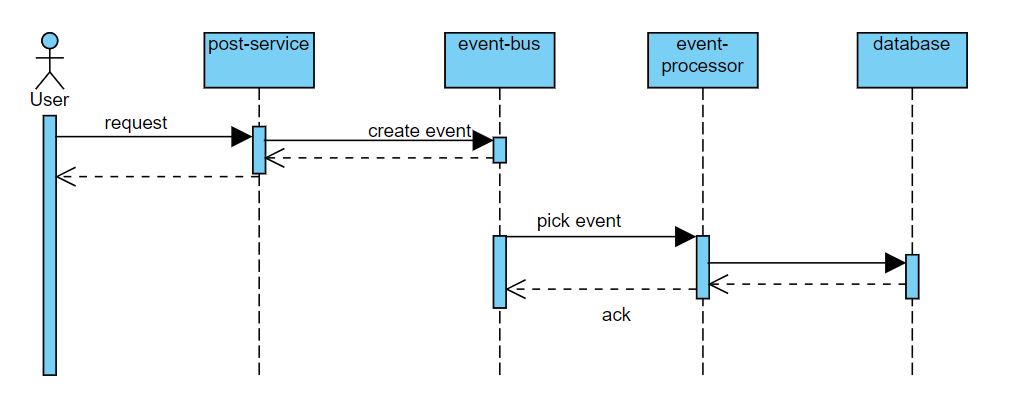 post-service
event-bus
event-
processor
database
User
request
create event
pick event
ack